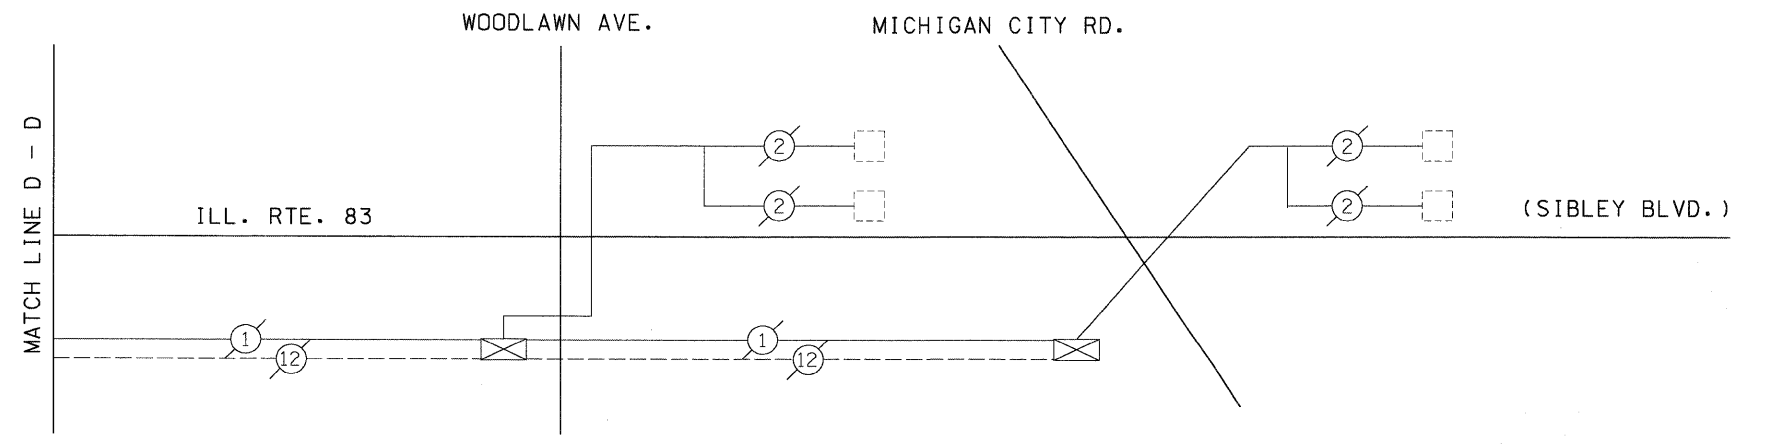 WOODLAWN AVE.
MICHIGAN CITY RD.
MATCH LINE D - D
2
2
2
2
ILL. RTE. 83
(SIBLEY BLVD.)
1
1
12
12